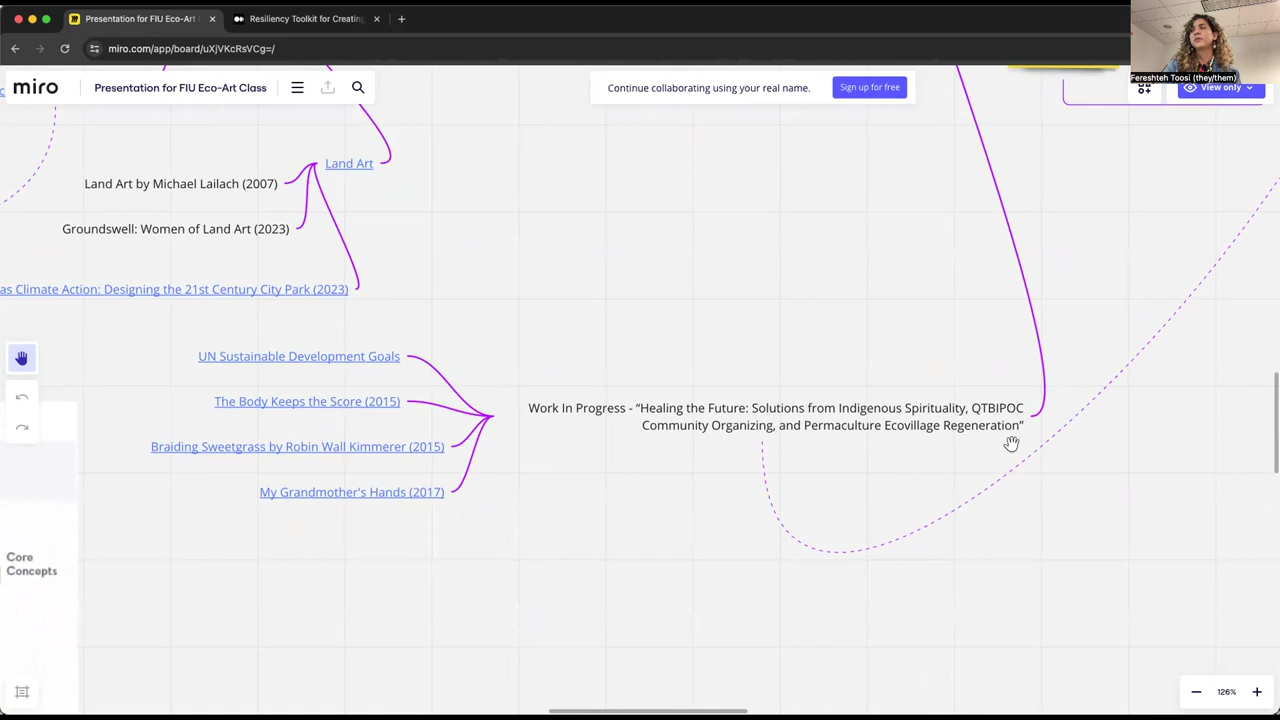 Presentation for FIU Eco-Art
Resiliency Toolkit for Creating
miro.com/app/board/uXjVKcRsVCg=/
Fereshteh Toosi (they/them)
miro
Presentation for FIU Eco-Art Class
Continue collaborating using your real name.
Sign up for free
View only
Land Art
Land Art by Michael Lailach (2007)
Groundswell: Women of Land Art (2023)
as Climate Action: Designing the 21st Century City Park (2023)
UN Sustainable Development Goals
The Body Keeps the Score (2015)
Braiding Sweetgrass by Robin Wall Kimmerer (2015)
My Grandmother's Hands (2017)
Work In Progress - “Healing the Future: Solutions from Indigenous Spirituality, QTBIPOC
Community Organizing, and Permaculture Ecovillage Regeneration”
Core
Concepts
126%